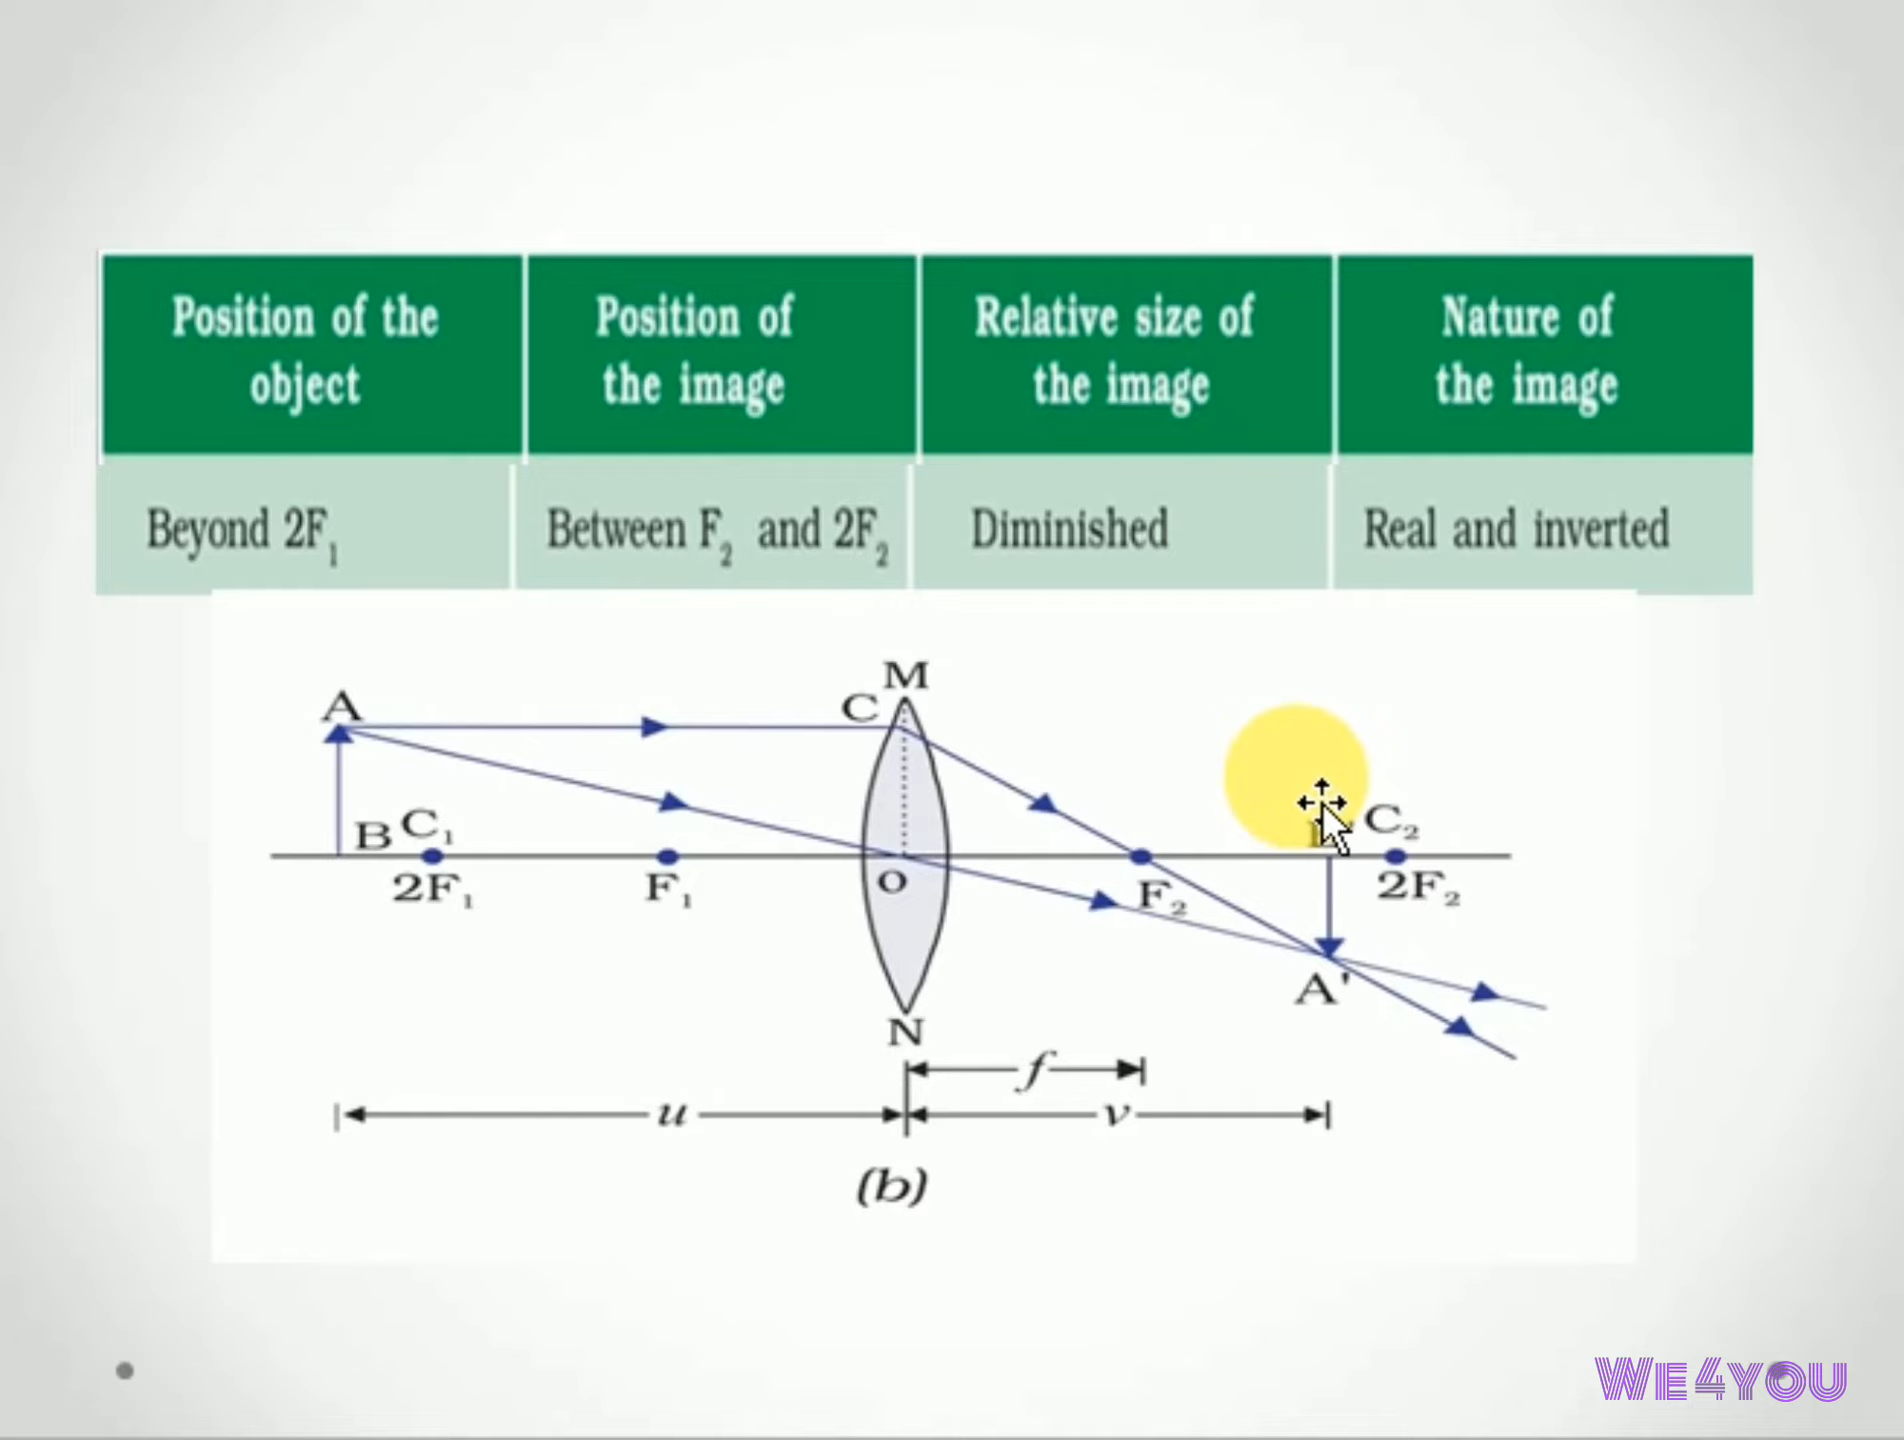 Position of the object
Position of the image
Relative size of the image
Nature of the image
Beyond 2F₁
Between F₂ and 2F₂
Diminished
Real and inverted
M
A
C
B
C₁
C₂
2F₁
F₁
O
F₂
2F₂
A'
N
f
u
v
(b)
WE4YOU